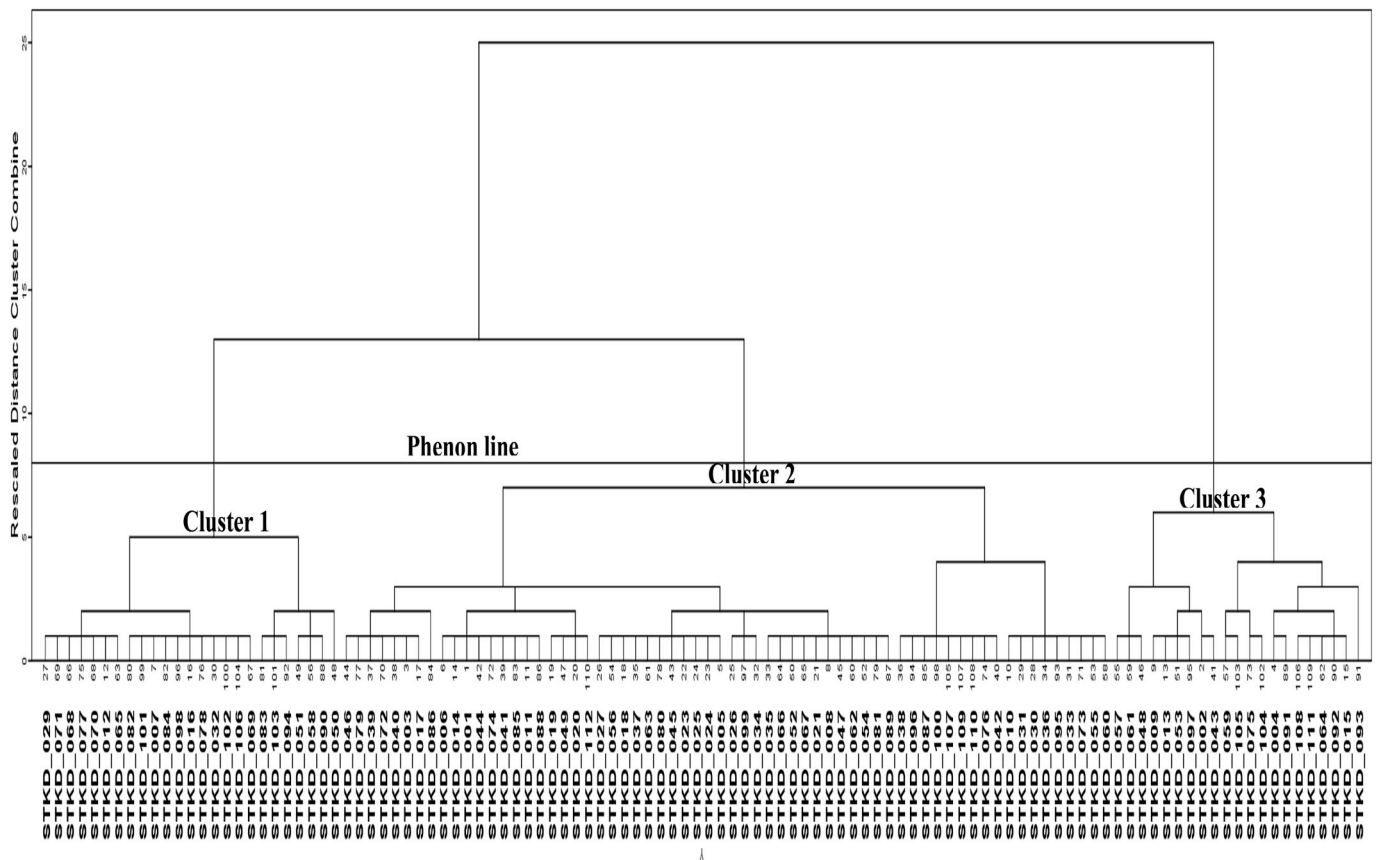 Rescaled Distance Cluster Combine
25
20
15
10
5
0
Phenon line
Cluster 1
Cluster 2
Cluster 3
27 69 66 75 68 12 63 80 99 7 82 96 16 76 30 100 104 67 81 101 92 49 56 88 48 44 77 37 70 38 3 17 84 6 14 1 42 72 39 83 11 86 19 47 20 110 26 54 18 35 61 78 43 22 24 23 5 25 97 32 33 64 50 65 21 8 45 60 52 79 87 36 94 85 98 105 107 108 74 40 10 29 28 34 93 31 71 53 58 55 59 46 9 13 51 95 2 41 57 103 73 102 4 89 106 109 62 90 15 91
STKD_029 STKD_071 STKD_068 STKD_077 STKD_070 STKD_012 STKD_065 STKD_082 STKD_101 STKD_007 STKD_084 STKD_098 STKD_016 STKD_078 STKD_032 STKD_102 STKD_106 STKD_069 STKD_083 STKD_103 STKD_094 STKD_051 STKD_058 STKD_090 STKD_050 STKD_046 STKD_079 STKD_039 STKD_072 STKD_040 STKD_003 STKD_017 STKD_086 STKD_006 STKD_014 STKD_001 STKD_044 STKD_074 STKD_041 STKD_085 STKD_011 STKD_088 STKD_019 STKD_049 STKD_020 STKD_112 STKD_027 STKD_056 STKD_018 STKD_037 STKD_063 STKD_080 STKD_045 STKD_023 STKD_025 STKD_024 STKD_005 STKD_026 STKD_099 STKD_034 STKD_035 STKD_066 STKD_052 STKD_067 STKD_021 STKD_008 STKD_047 STKD_062 STKD_054 STKD_081 STKD_089 STKD_038 STKD_096 STKD_087 STKD_100 STKD_107 STKD_109 STKD_110 STKD_076 STKD_042 STKD_010 STKD_031 STKD_030 STKD_036 STKD_095 STKD_033 STKD_073 STKD_055 STKD_060 STKD_057 STKD_061 STKD_048 STKD_009 STKD_013 STKD_053 STKD_097 STKD_002 STKD_043 STKD_059 STKD_105 STKD_075 STKD_104 STKD_004 STKD_091 STKD_108 STKD_111 STKD_064 STKD_092 STKD_015 STKD_093